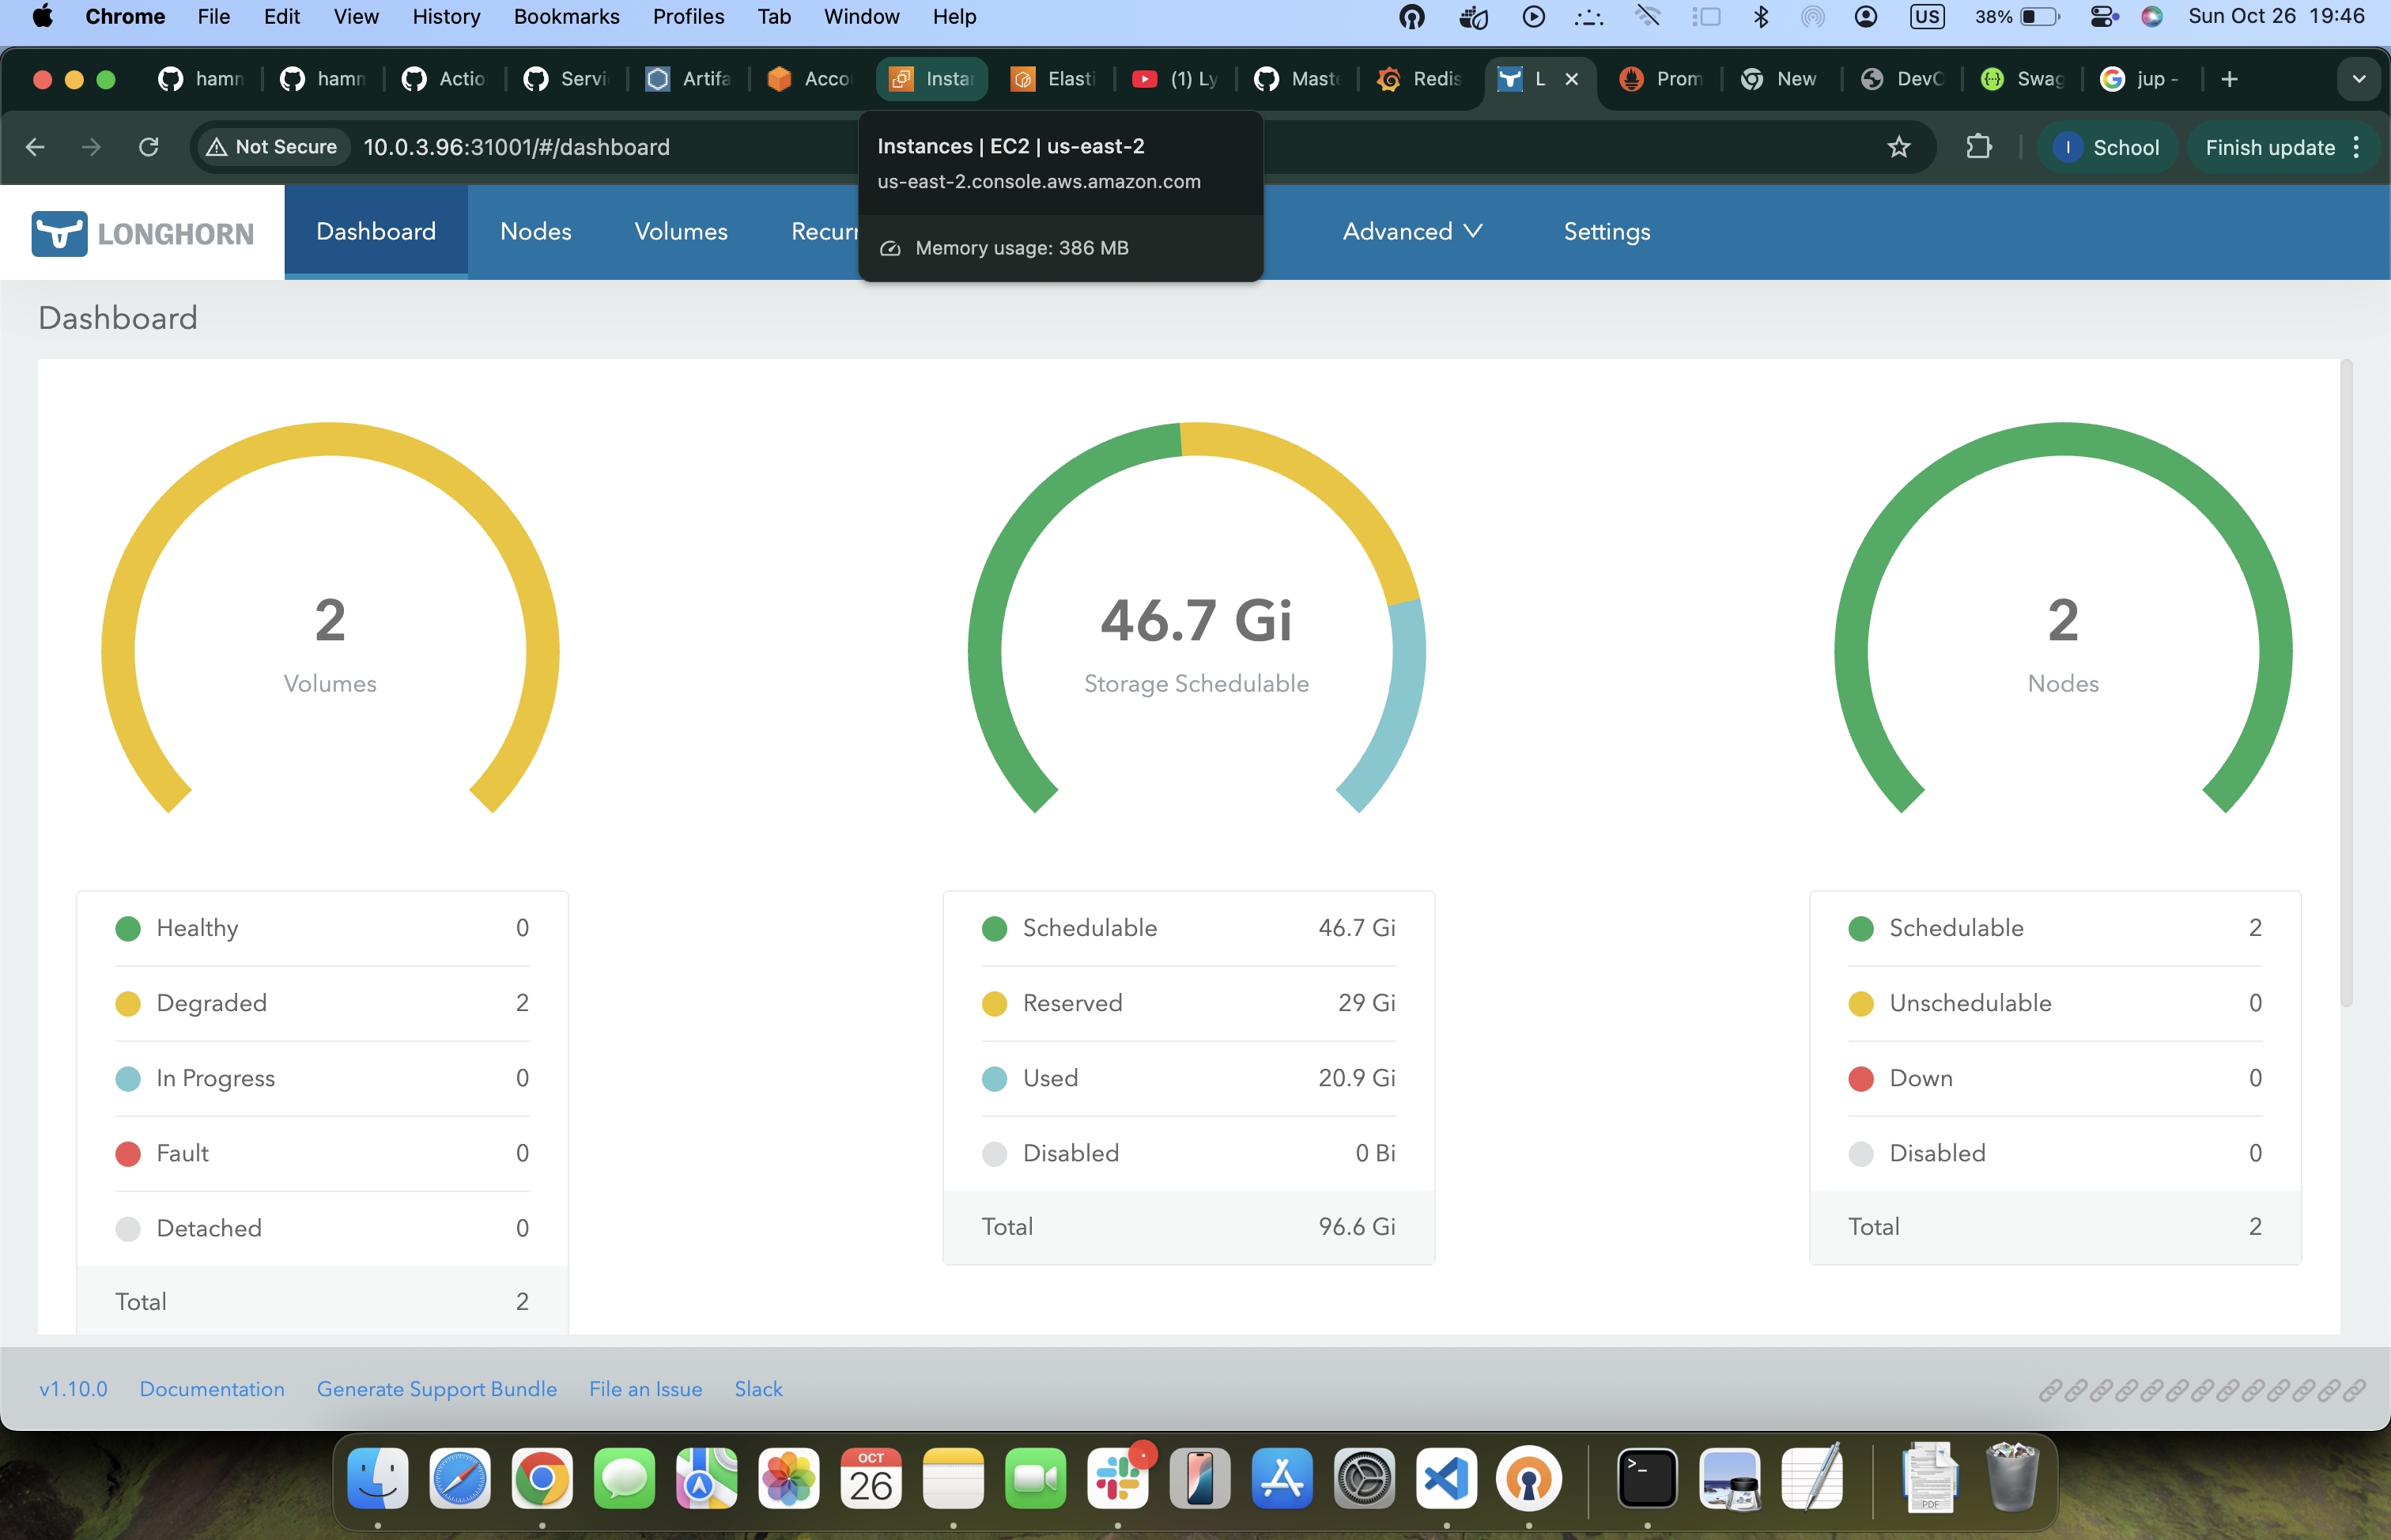 Chrome File Edit View History Bookmarks Profiles Tab Window Help US 38% Sun Oct 26 19:46
hamm hamm Actio Servi Artifa Acco Instar Elasti (1) Ly Maste Redis L Prom New DevO Swag jup -
Not Secure 10.0.3.96:31001/#/dashboard I School Finish update
Instances | EC2 | us-east-2
us-east-2.console.aws.amazon.com
Memory usage: 386 MB
LONGHORN Dashboard Nodes Volumes Recurr Advanced Settings
Dashboard
2
Volumes
46.7 Gi
Storage Schedulable
2
Nodes
Healthy 0
Degraded 2
In Progress 0
Fault 0
Detached 0
Total 2
Schedulable 46.7 Gi
Reserved 29 Gi
Used 20.9 Gi
Disabled 0 Bi
Total 96.6 Gi
Schedulable 2
Unschedulable 0
Down 0
Disabled 0
Total 2
v1.10.0 Documentation Generate Support Bundle File an Issue Slack
OCT
26
PDF